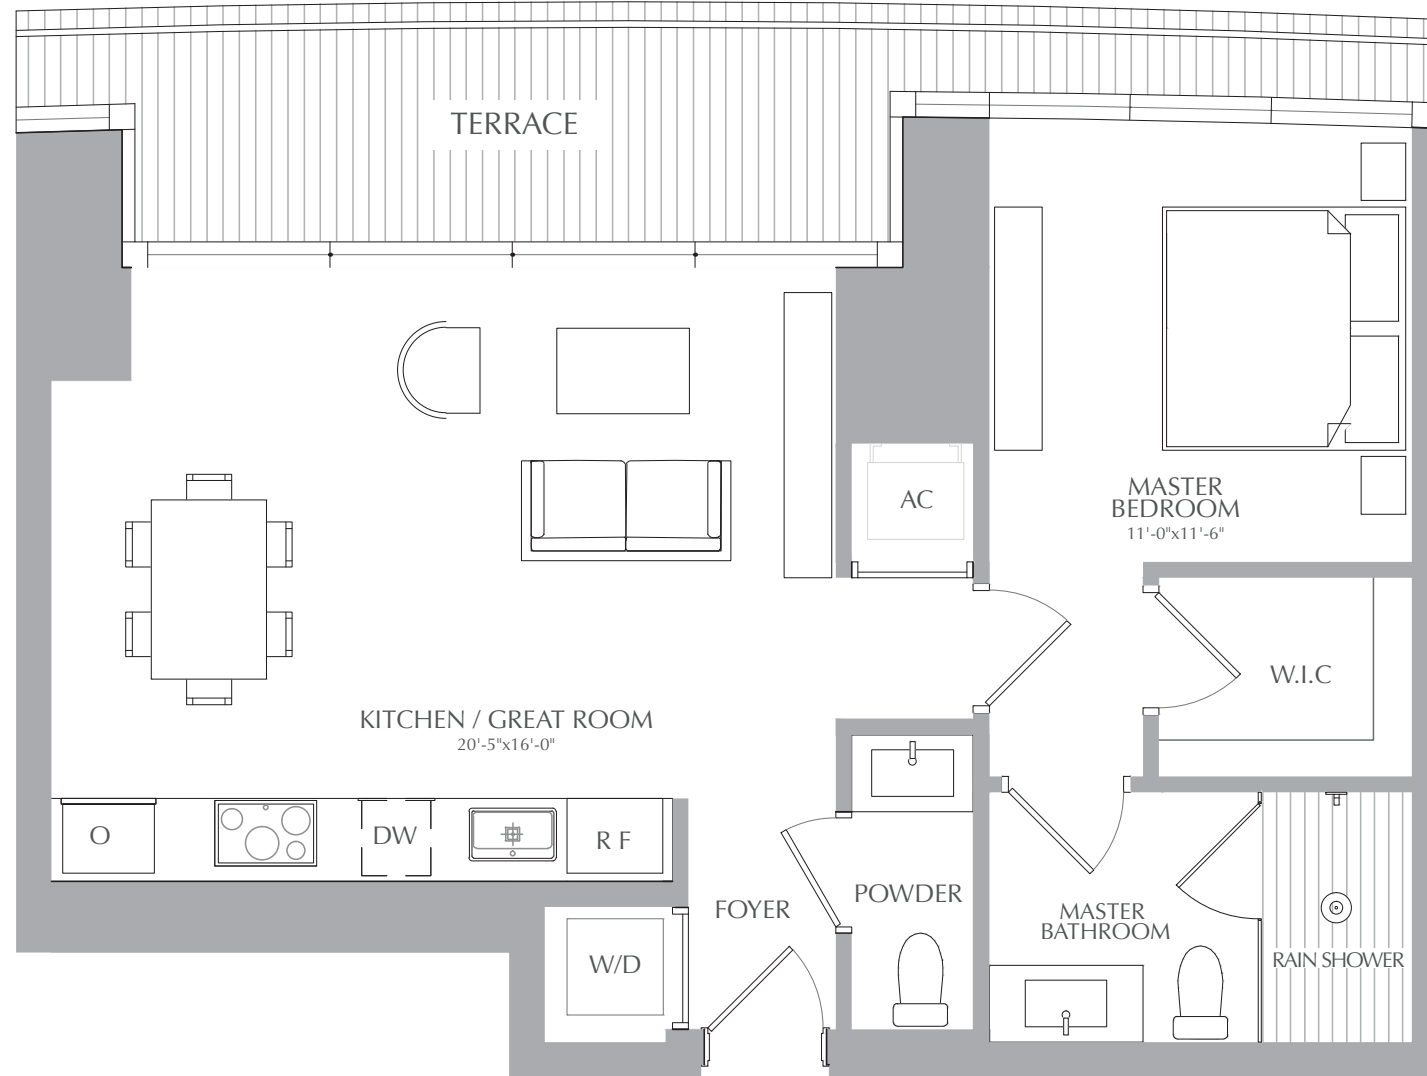 TERRACE
AC
MASTER
BEDROOM
11'-0"x11'-6"
W.I.C
KITCHEN / GREAT ROOM
20'-5"x16'-0"
O
DW
R F
POWDER
FOYER
MASTER
BATHROOM
W/D
RAIN SHOWER